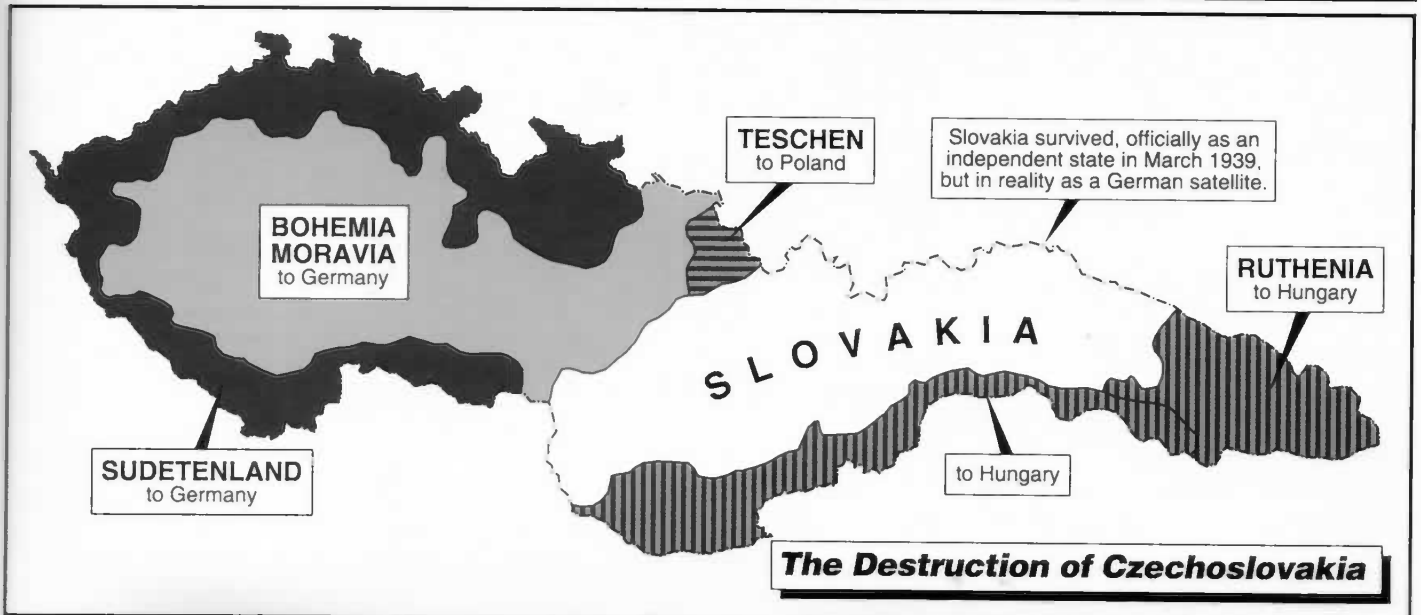 BOHEMIA
MORAVIA
to Germany
TESCHEN
to Poland
Slovakia survived, officially as an
independent state in March 1939,
but in reality as a German satellite.
RUTHENIA
to Hungary
SLOVAKIA
SUDETENLAND
to Germany
to Hungary
The Destruction of Czechoslovakia